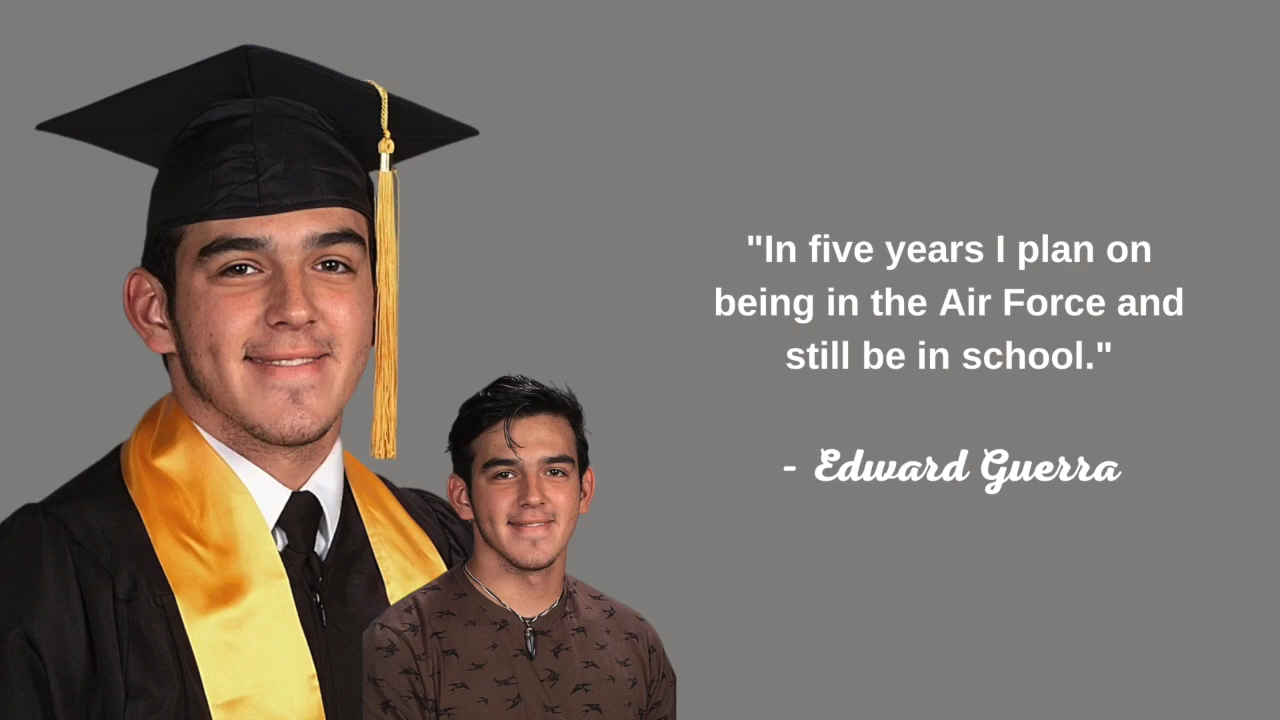 "In five years I plan on
being in the Air Force and
still be in school."
- Edward Guerra